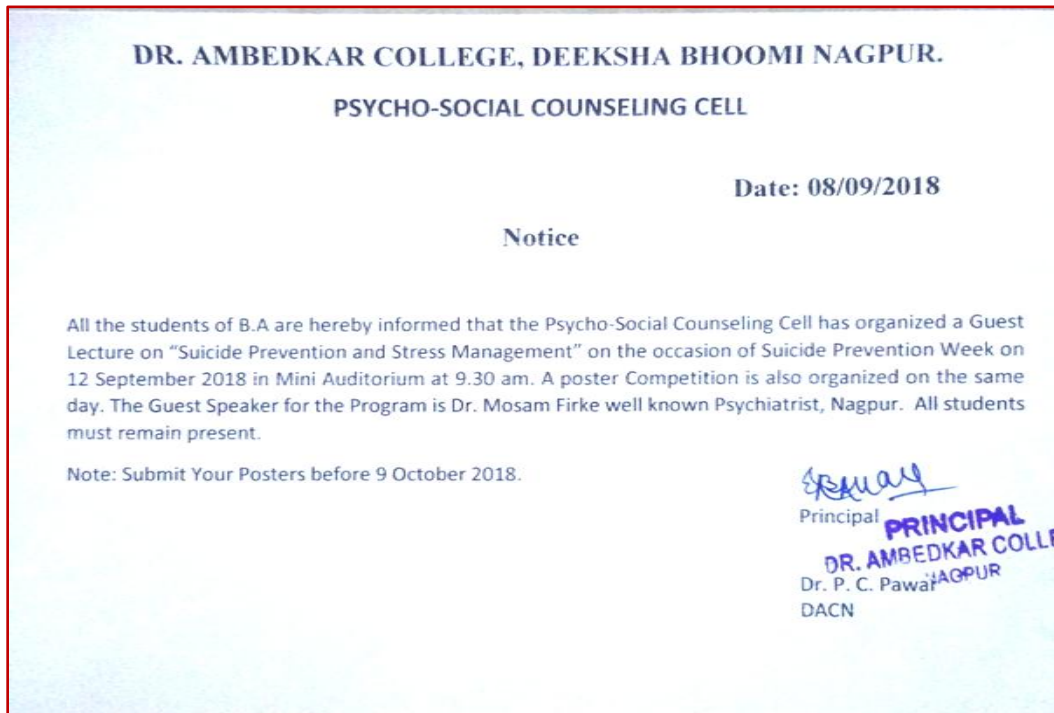 DR. AMBEDKAR COLLEGE, DEEKSHA BHOOMI NAGPUR.
PSYCHO-SOCIAL COUNSELING CELL
Date: 08/09/2018
Notice
All the students of B.A are hereby informed that the Psycho-Social Counseling Cell has organized a Guest
Lecture on “Suicide Prevention and Stress Management” on the occasion of Suicide Prevention Week on
12 September 2018 in Mini Auditorium at 9.30 am. A poster Competition is also organized on the same
day. The Guest Speaker for the Program is Dr. Mosam Firke well known Psychiatrist, Nagpur. All students
must remain present.
Note: Submit Your Posters before 9 October 2018.
Principal
PRINCIPAL
DR. AMBEDKAR COLLE
NAGPUR
Dr. P. C. Pawar
DACN